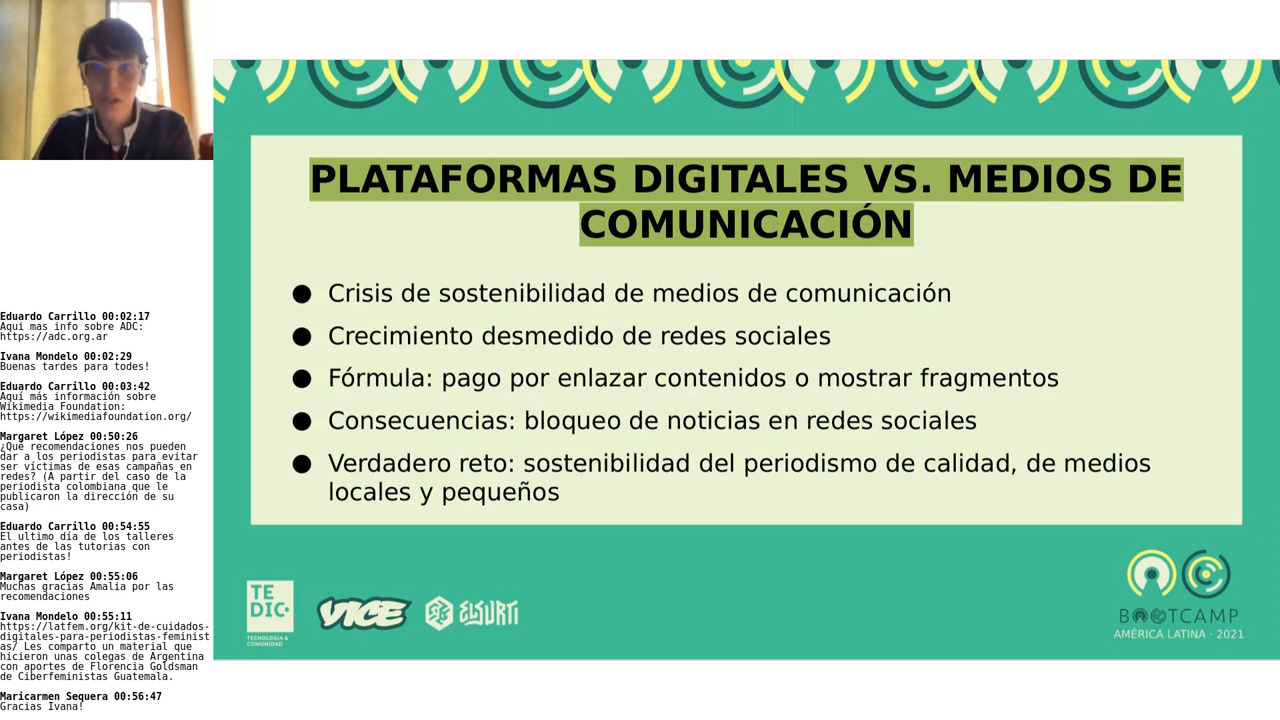 PLATAFORMAS DIGITALES VS. MEDIOS DE
COMUNICACIÓN
● Crisis de sostenibilidad de medios de comunicación
● Crecimiento desmedido de redes sociales
● Fórmula: pago por enlazar contenidos o mostrar fragmentos
● Consecuencias: bloqueo de noticias en redes sociales
● Verdadero reto: sostenibilidad del periodismo de calidad, de medios
locales y pequeños
TE
DIC
TECNOLOGÍA &
COMUNIDAD
VICE
ELSURTI
BOOTCAMP
AMÉRICA LATINA · 2021
Eduardo Carrillo 00:02:17
Aquí mas info sobre ADC:
https://adc.org.ar
Ivana Mondelo 00:02:29
Buenas tardes para todes!
Eduardo Carrillo 00:03:42
Aquí más información sobre
Wikimedia Foundation:
https://wikimediafoundation.org/
Margaret López 00:50:26
¿Qué recomendaciones nos pueden
dar a los periodistas para evitar
ser víctimas de esas campañas en
redes? (A partir del caso de la
periodista colombiana que le
publicaron la dirección de su
casa)
Eduardo Carrillo 00:54:55
El ultimo día de los talleres
antes de las tutorias con
periodistas!
Margaret López 00:55:06
Muchas gracias Amalia por las
recomendaciones
Ivana Mondelo 00:55:11
https://latfem.org/kit-de-cuidados-
digitales-para-periodistas-feminist
as/ Les comparto un material que
hicieron unas colegas de Argentina
con aportes de Florencia Goldsman
de Ciberfeministas Guatemala.
Maricarmen Sequera 00:56:47
Gracias Ivana!